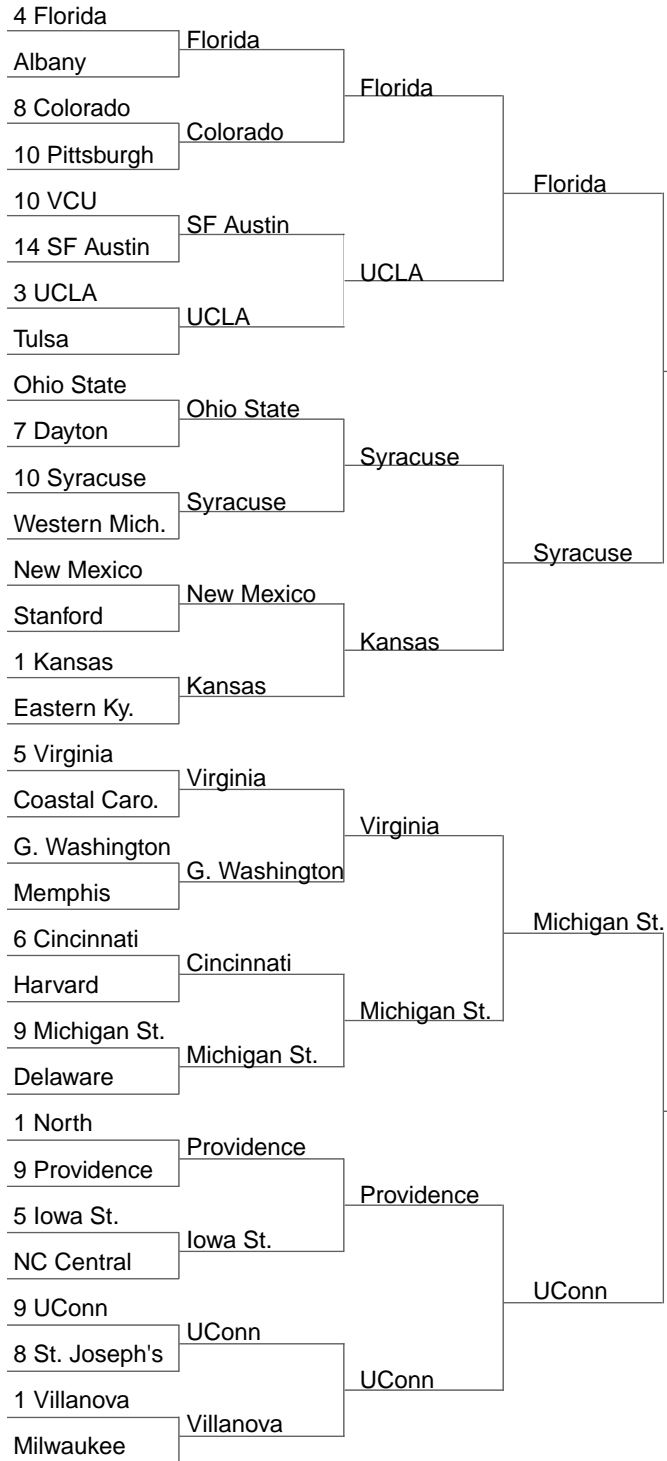 4 Florida
Florida
Albany
Florida
8 Colorado
Colorado
10 Pittsburgh
Florida
10 VCU
SF Austin
14 SF Austin
UCLA
3 UCLA
UCLA
Tulsa
Ohio State
Ohio State
7 Dayton
Syracuse
10 Syracuse
Syracuse
Western Mich.
Syracuse
New Mexico
New Mexico
Stanford
Kansas
1 Kansas
Kansas
Eastern Ky.
5 Virginia
Virginia
Coastal Caro.
Virginia
G. Washington
G. Washington
Memphis
Michigan St.
6 Cincinnati
Cincinnati
Harvard
Michigan St.
9 Michigan St.
Michigan St.
Delaware
1 North
Providence
9 Providence
Providence
5 Iowa St.
Iowa St.
NC Central
UConn
9 UConn
UConn
8 St. Joseph's
UConn
1 Villanova
Villanova
Milwaukee